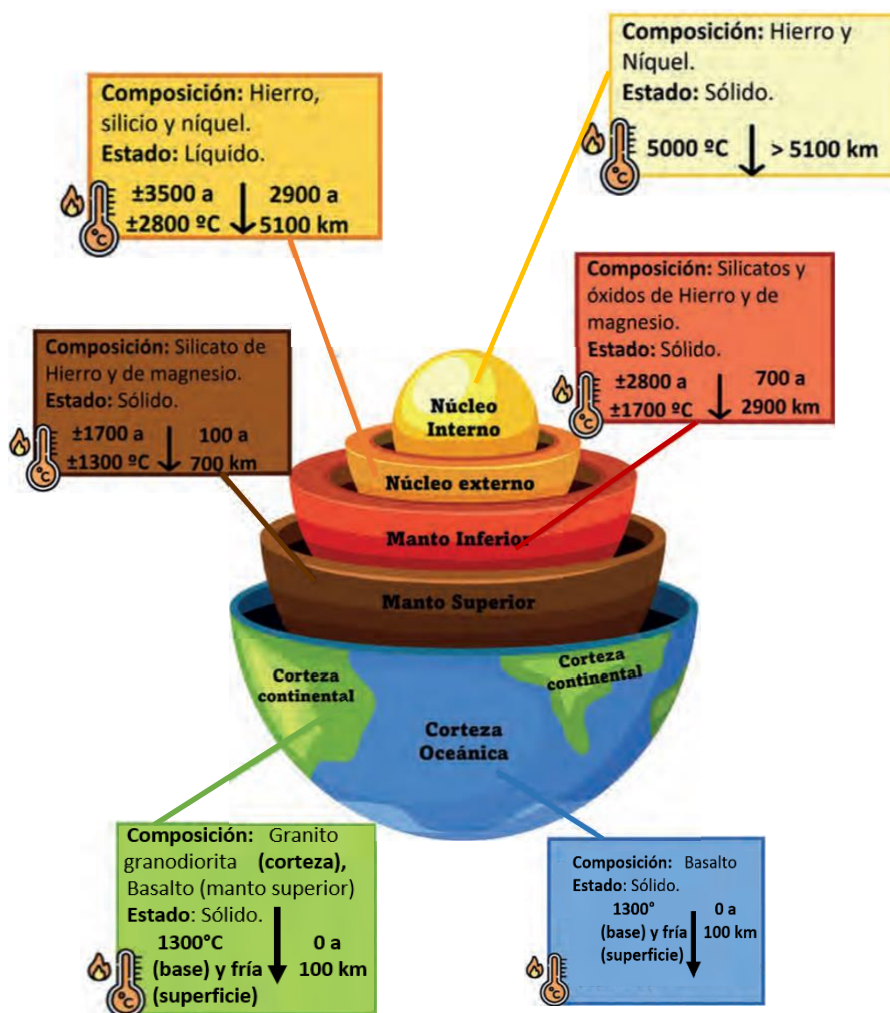 Composición: Hierro y
Níquel.
Estado: Sólido.
5000 ºC > 5100 km
Composición: Hierro,
silicio y níquel.
Estado: Líquido.
±3500 a 2900 a
±2800 ºC 5100 km
Composición: Silicatos y
óxidos de Hierro y de
magnesio.
Estado: Sólido.
±2800 a 700 a
±1700 ºC 2900 km
Composición: Silicato de
Hierro y de magnesio.
Estado: Sólido.
±1700 a 100 a
±1300 ºC 700 km
°C
°C
°C
°C
Núcleo
Interno
Núcleo externo
Manto Inferior
Manto Superior
Corteza
continental
Corteza
continental
Corteza
Oceánica
Composición: Granito
granodiorita (corteza),
Basalto (manto superior)
Estado: Sólido.
1300°C 0 a
(base) y fría 100 km
(superficie)
°C
Composición: Basalto
Estado: Sólido.
1300° 0 a
(base) y fría 100 km
(superficie)
°C